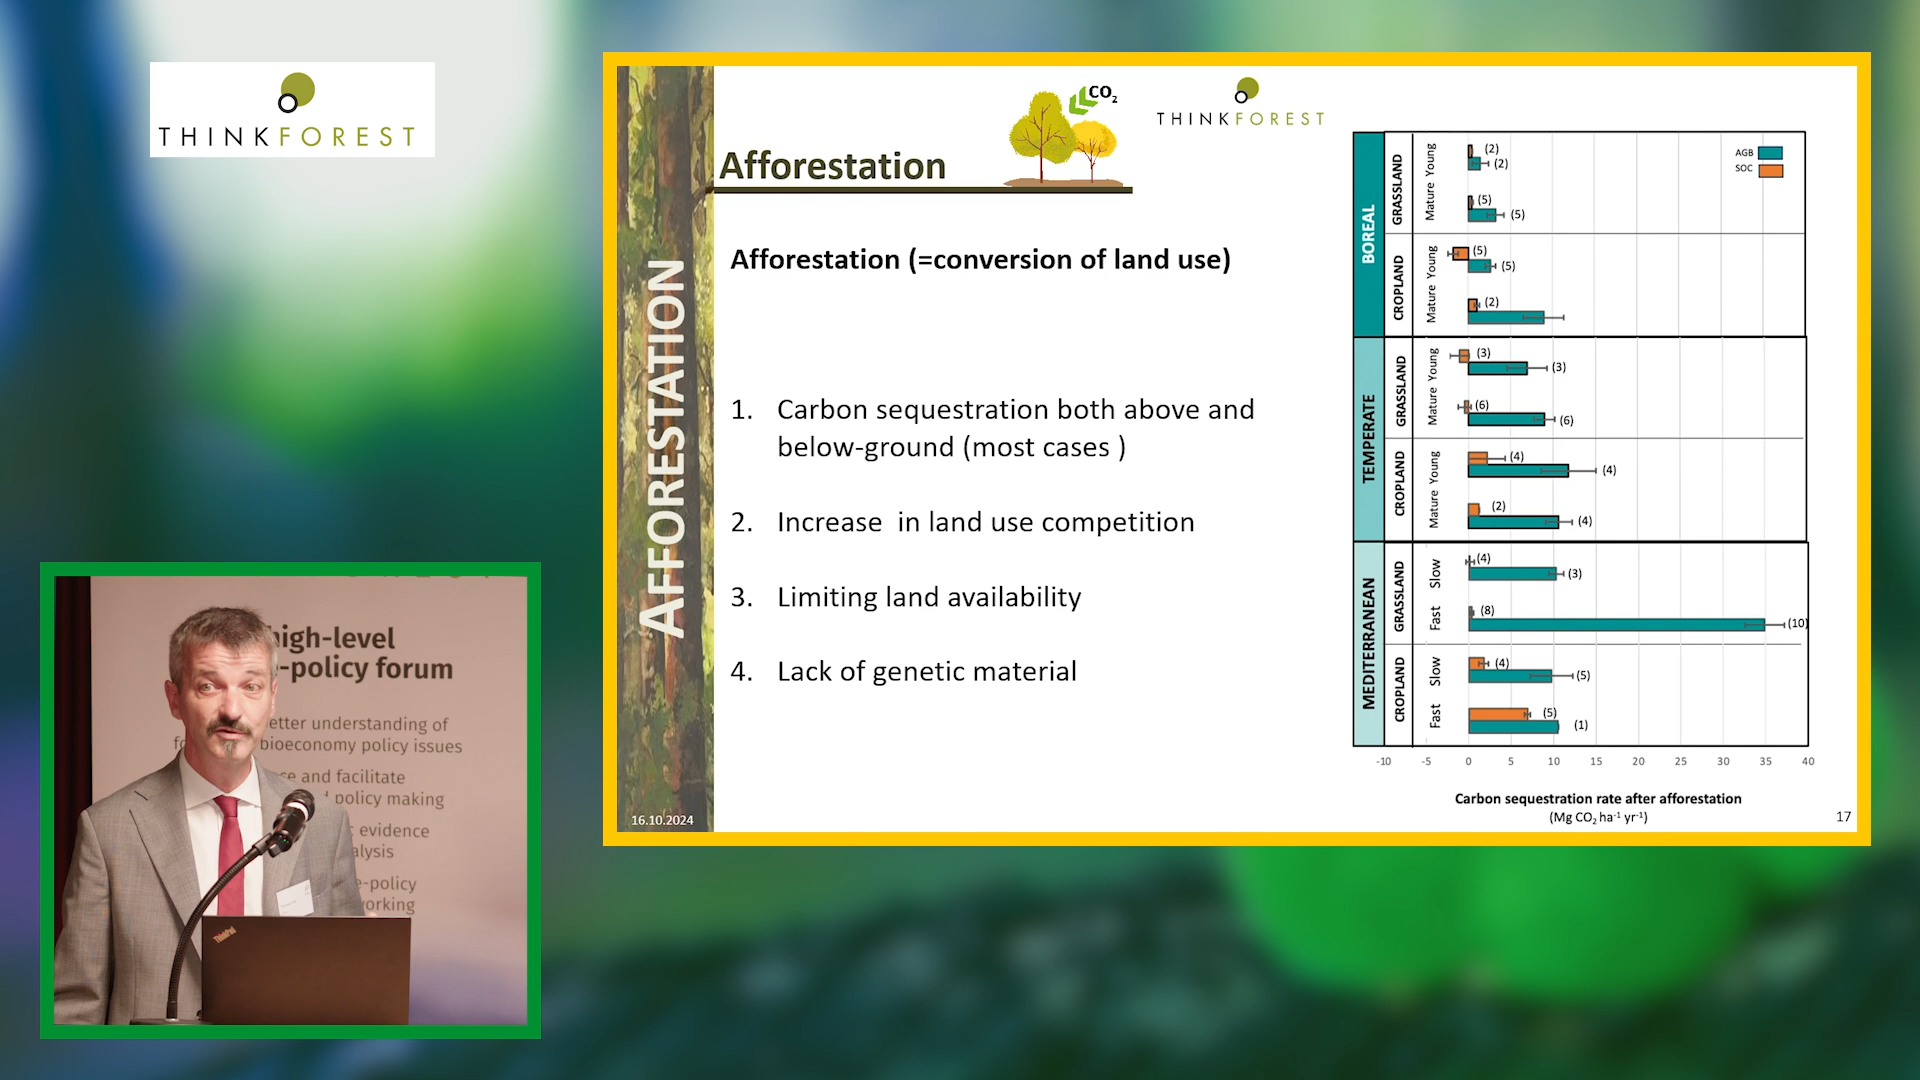 THINKFOREST
high-level
-policy forum
etter understanding of
bioeconomy policy issues
ce and facilitate
policy making
evidence
alysis
e-policy
orking
ThinkPad
AFFORESTATION
16.10.2024
Afforestation
CO2
THINKFOREST
Afforestation (=conversion of land use)
1. Carbon sequestration both above and
below-ground (most cases )
2. Increase in land use competition
3. Limiting land availability
4. Lack of genetic material
AGB
SOC
BOREAL
GRASSLAND
Young
(2)
(2)
Mature
(5)
(5)
CROPLAND
Young
(5)
(5)
Mature
(2)
TEMPERATE
GRASSLAND
Young
(3)
(3)
Mature
(6)
(6)
CROPLAND
Young
(4)
(4)
Mature
(2)
(4)
MEDITERRANEAN
GRASSLAND
Slow
(4)
(3)
Fast
(8)
(10)
CROPLAND
Slow
(4)
(5)
Fast
(5)
(1)
-10 -5 0 5 10 15 20 25 30 35 40
Carbon sequestration rate after afforestation
(Mg CO2 ha-1 yr-1)
17